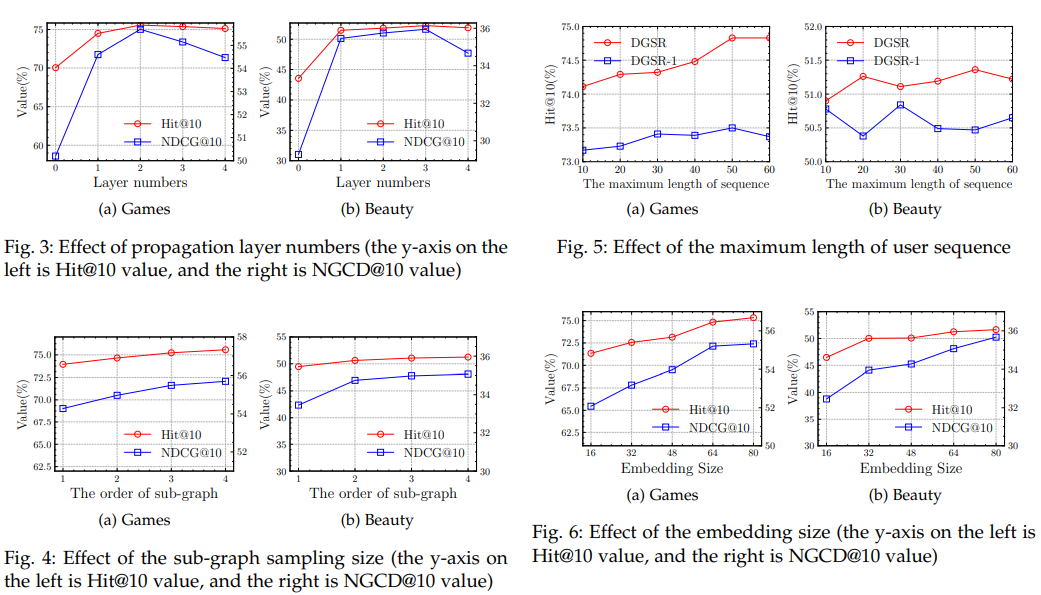 Value(%)
75
70
65
60
55
54
53
52
51
50
Hit@10
NDCG@10
0 1 2 3 4
Layer numbers
(a) Games
Value(%)
50
45
40
35
30
36
34
32
30
Hit@10
NDCG@10
0 1 2 3 4
Layer numbers
(b) Beauty
Fig. 3: Effect of propagation layer numbers (the y-axis on the
left is Hit@10 value, and the right is NGCD@10 value)
Hit@10(%)
75.0
74.5
74.0
73.5
73.0
DGSR
DGSR-1
10 20 30 40 50 60
The maximum length of sequence
(a) Games
Hit@10(%)
52.0
51.5
51.0
50.5
50.0
DGSR
DGSR-1
10 20 30 40 50 60
The maximum length of sequence
(b) Beauty
Fig. 5: Effect of the maximum length of user sequence
Value(%)
75.0
72.5
70.0
67.5
65.0
62.5
58
56
54
52
Hit@10
NDCG@10
1 2 3 4
The order of sub-graph
(a) Games
Value(%)
55
50
45
40
35
30
36
34
32
30
Hit@10
NDCG@10
1 2 3 4
The order of sub-graph
(b) Beauty
Fig. 4: Effect of the sub-graph sampling size (the y-axis on
the left is Hit@10 value, and the right is NGCD@10 value)
Value(%)
75.0
72.5
70.0
67.5
65.0
62.5
56
54
52
50
Hit@10
NDCG@10
16 32 48 64 80
Embedding Size
(a) Games
Value(%)
55
50
45
40
35
30
36
34
32
30
Hit@10
NDCG@10
16 32 48 64 80
Embedding Size
(b) Beauty
Fig. 6: Effect of the embedding size (the y-axis on the left is
Hit@10 value, and the right is NGCD@10 value)